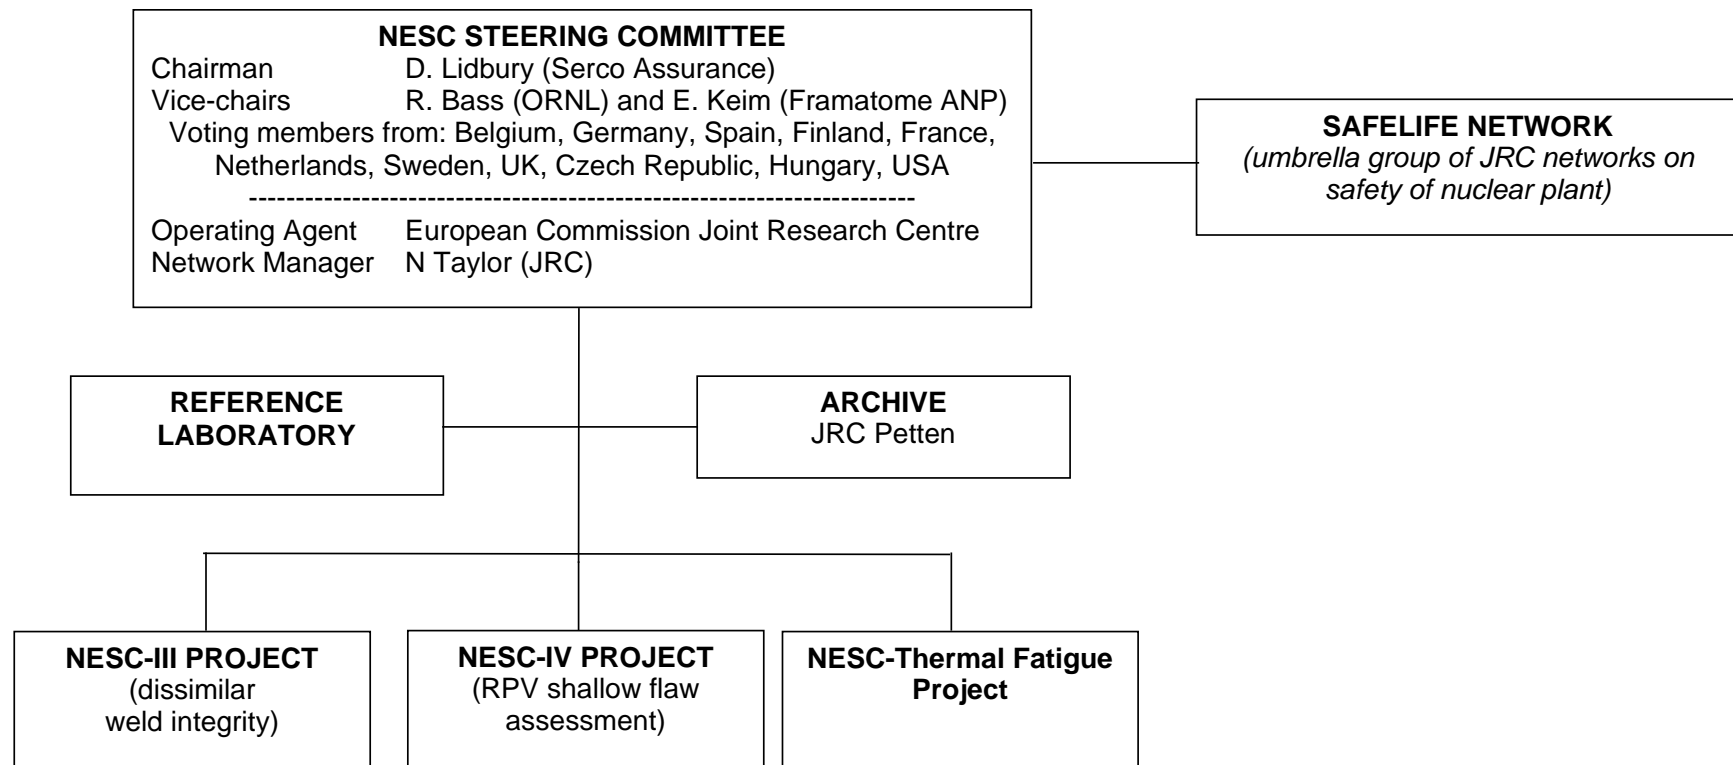 NESC STEERING COMMITTEE
Chairman D. Lidbury (Serco Assurance)
Vice-chairs R. Bass (ORNL) and E. Keim (Framatome ANP)
Voting members from: Belgium, Germany, Spain, Finland, France,
Netherlands, Sweden, UK, Czech Republic, Hungary, USA
-----------------------------------------------------------------------
Operating Agent European Commission Joint Research Centre
Network Manager N Taylor (JRC)
SAFELIFE NETWORK
(umbrella group of JRC networks on
safety of nuclear plant)
REFERENCE
LABORATORY
ARCHIVE
JRC Petten
NESC-III PROJECT
(dissimilar
weld integrity)
NESC-IV PROJECT
(RPV shallow flaw
assessment)
NESC-Thermal Fatigue
Project